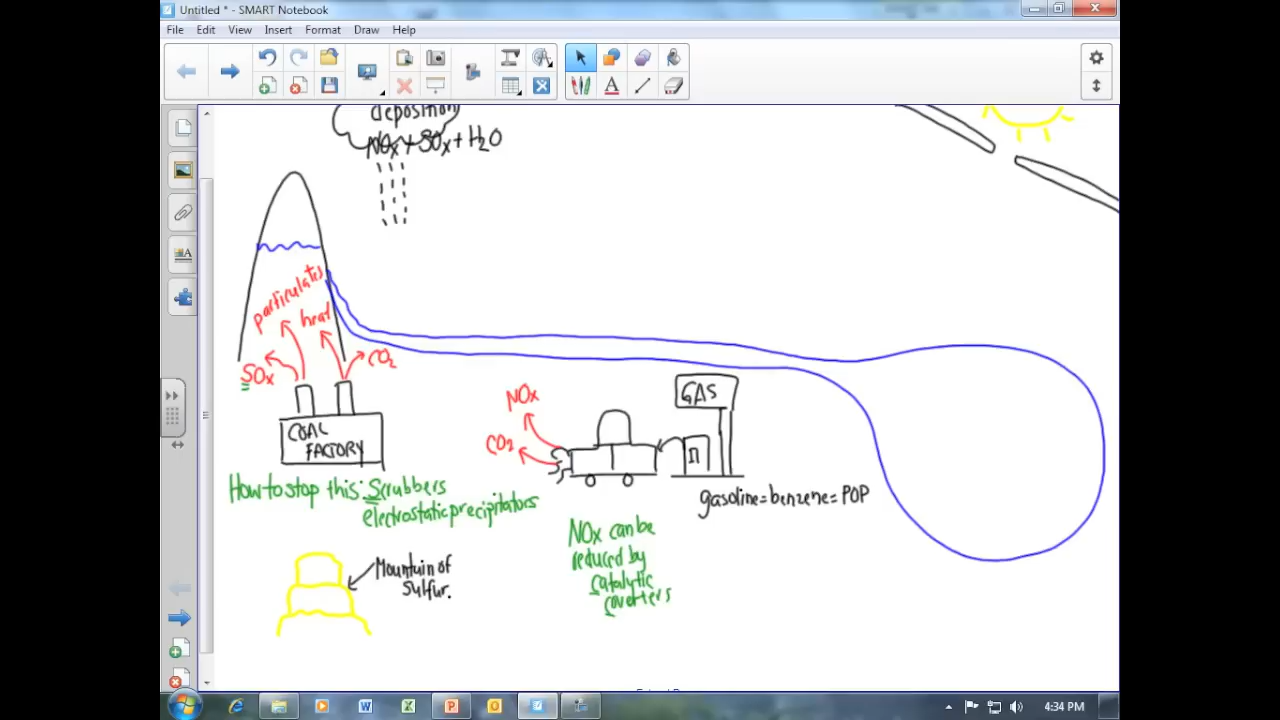 Untitled * - SMART Notebook
File Edit View Insert Format Draw Help
deposition
NOx + SOx + H2O
particulates
heat
SOx
CO2
COAL
FACTORY
NOx
CO2
GAS
How to stop this: Scrubbers
electrostatic precipitators
gasoline=benzene=POP
NOx can be
reduced by
catalytic
coverters
Mountain of
Sulfur.
4:34 PM